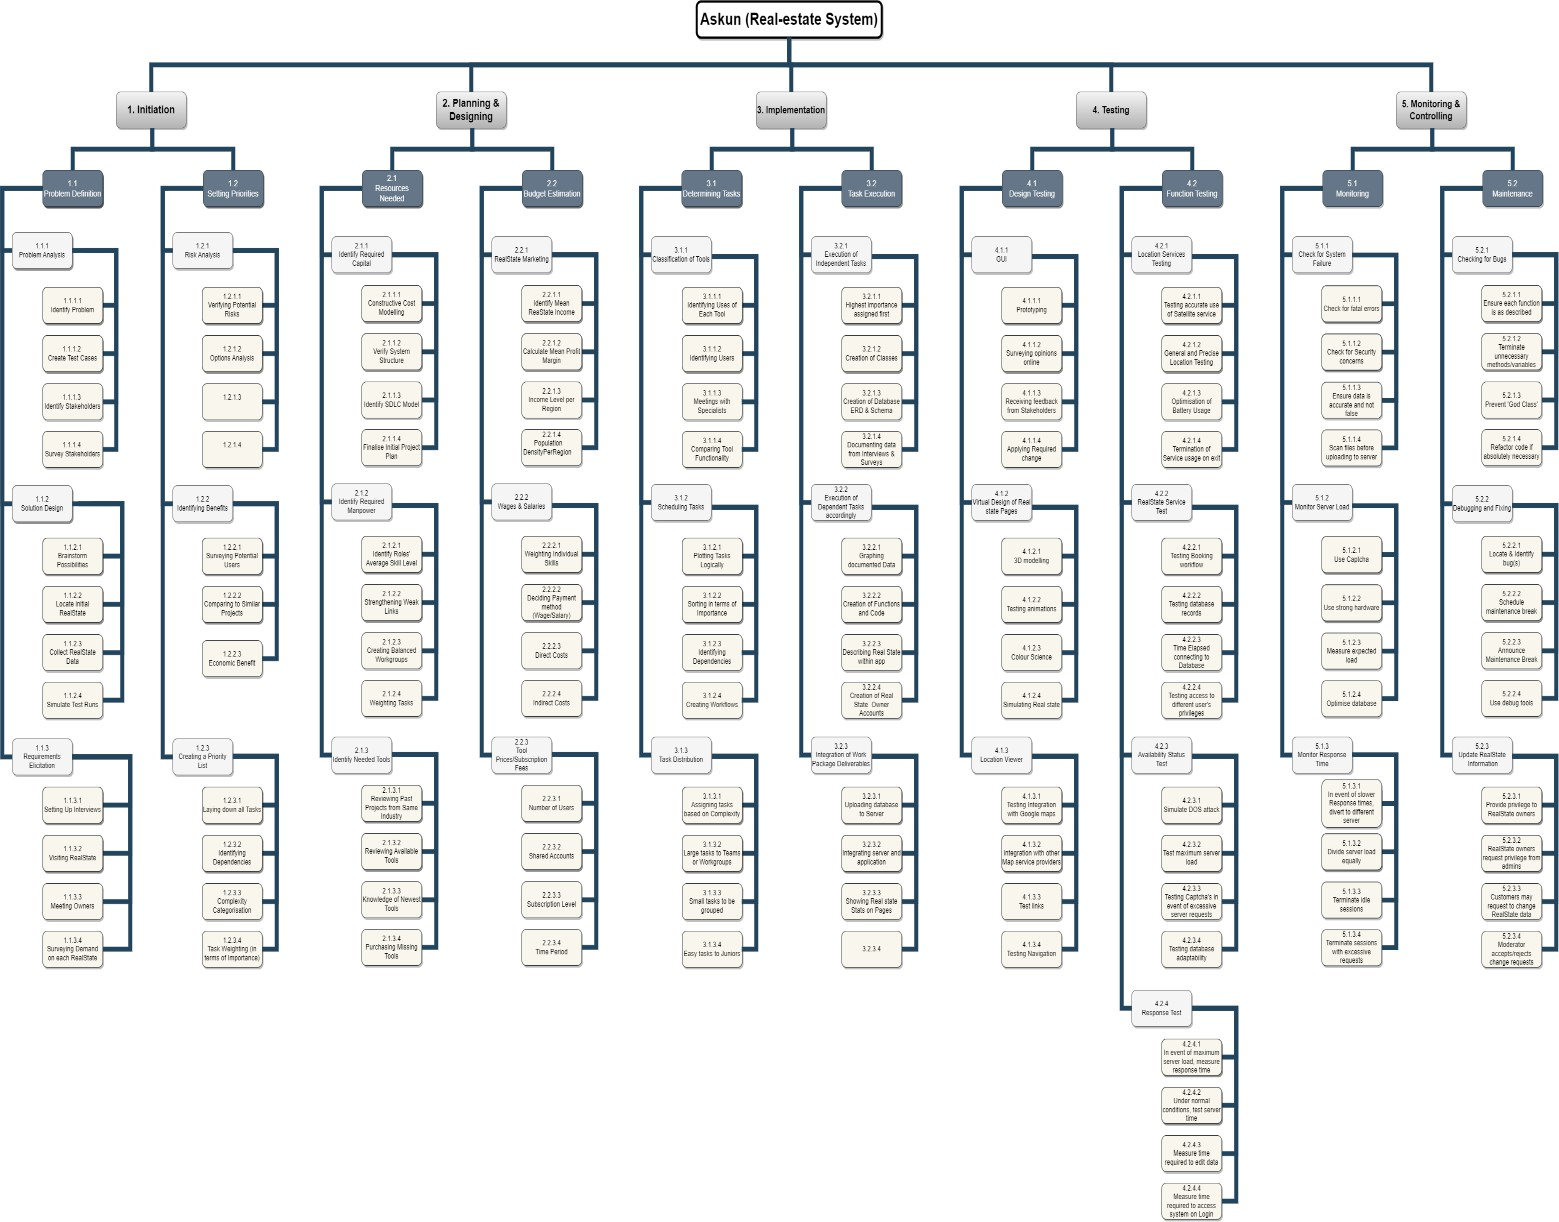 Askun (Real-estate System)
1. Initiation
1.1
Problem Definition
1.1.1
Problem Analysis
1.1.1.1
Identify Problem
1.1.1.2
Create Test Cases
1.1.1.3
Identify Stakeholders
1.1.1.4
Survey Stakeholders
1.1.2
Solution Design
1.1.2.1
Brainstorm
Possibilities
1.1.2.2
Locate initial
RealState
1.1.2.3
Collect RealState
Data
1.1.2.4
Simulate Test Runs
1.1.3
Requirements
Elicitation
1.1.3.1
Setting Up Interviews
1.1.3.2
Visiting RealState
1.1.3.3
Meeting Owners
1.1.3.4
Surveying Demand
on each RealState
1.2
Setting Priorities
1.2.1
Risk Analysis
1.2.1.1
Verifying Potential
Risks
1.2.1.2
Options Analysis
1.2.1.3
1.2.1.4
1.2.2
Identifying Benefits
1.2.2.1
Surveying Potential
Users
1.2.2.2
Comparing to Similar
Projects
1.2.2.3
Economic Benefit
1.2.3
Creating a Priority
List
1.2.3.1
Laying down all Tasks
1.2.3.2
Identifying
Dependencies
1.2.3.3
Complexity
Categorisation
1.2.3.4
Task Weighting (in
terms of Importance)
2. Planning &
Designing
2.1
Resources
Needed
2.1.1
Identify Required
Capital
2.1.1.1
Constructive Cost
Modelling
2.1.1.2
Verify System
Structure
2.1.1.3
Identify SDLC Model
2.1.1.4
Finalise Initial Project
Plan
2.1.2
Identify Required
Manpower
2.1.2.1
Identify Roles'
Average Skill Level
2.1.2.2
Strengthening Weak
Links
2.1.2.3
Creating Balanced
Workgroups
2.1.2.4
Weighting Tasks
2.1.3
Identify Needed Tools
2.1.3.1
Reviewing Past
Projects from Same
Industry
2.1.3.2
Reviewing Available
Tools
2.1.3.3
Knowledge of Newest
Tools
2.1.3.4
Purchasing Missing
Tools
2.2
Budget Estimation
2.2.1
RealState Marketing
2.2.1.1
Identify Mean
ReaState Income
2.2.1.2
Calculate Mean Profit
Margin
2.2.1.3
Income Level per
Region
2.2.1.4
Population
DensityPerRegion
2.2.2
Wages & Salaries
2.2.2.1
Weighting Individual
Skills
2.2.2.2
Deciding Payment
method
(Wage/Salary)
2.2.2.3
Direct Costs
2.2.2.4
Indirect Costs
2.2.3
Tool
Prices/Subscription
Fees
2.2.3.1
Number of Users
2.2.3.2
Shared Accounts
2.2.3.3
Subscription Level
2.2.3.4
Time Period
3. Implementation
3.1
Determining Tasks
3.1.1
Classification of Tools
3.1.1.1
Identifying Uses of
Each Tool
3.1.1.2
Identifying Users
3.1.1.3
Meetings with
Specialists
3.1.1.4
Comparing Tool
Functionality
3.1.2
Scheduling Tasks
3.1.2.1
Plotting Tasks
Logically
3.1.2.2
Sorting in terms of
Importance
3.1.2.3
Identifying
Dependencies
3.1.2.4
Creating Workflows
3.1.3
Task Distribution
3.1.3.1
Assigning tasks
based on Complexity
3.1.3.2
Large tasks to Teams
or Workgroups
3.1.3.3
Small tasks to be
grouped
3.1.3.4
Easy tasks to Juniors
3.2
Task Execution
3.2.1
Execution of
Independent Tasks
3.2.1.1
Highest importance
assigned first
3.2.1.2
Creation of Classes
3.2.1.3
Creation of Database
ERD & Schema
3.2.1.4
Documenting data
from Interviews &
Surveys
3.2.2
Execution of
Dependent Tasks
accordingly
3.2.2.1
Graphing
documented Data
3.2.2.2
Creation of Functions
and Code
3.2.2.3
Describing Real State
within app
3.2.2.4
Creation of Real
State Owner
Accounts
3.2.3
Integration of Work
Package Deliverables
3.2.3.1
Uploading database
to Server
3.2.3.2
Integrating server and
application
3.2.3.3
Showing Real state
Stats on Pages
3.2.3.4
4. Testing
4.1
Design Testing
4.1.1
GUI
4.1.1.1
Prototyping
4.1.1.2
Surveying opinions
online
4.1.1.3
Receiving feedback
from Stakeholders
4.1.1.4
Applying Required
change
4.1.2
Virtual Design of Real
state Pages
4.1.2.1
3D modelling
4.1.2.2
Testing animations
4.1.2.3
Colour Science
4.1.2.4
Simulating Real state
4.1.3
Location Viewer
4.1.3.1
Testing Integration
with Google maps
4.1.3.2
Integration with other
Map service providers
4.1.3.3
Test links
4.1.3.4
Testing Navigation
4.2
Function Testing
4.2.1
Location Services
Testing
4.2.1.1
Testing accurate use
of Satellite service
4.2.1.2
General and Precise
Location Testing
4.2.1.3
Optimisation of
Battery Usage
4.2.1.4
Termination of
Service usage on exit
4.2.2
RealState Service
Test
4.2.2.1
Testing Booking
workflow
4.2.2.2
Testing database
records
4.2.2.3
Time Elapsed
connecting to
Database
4.2.2.4
Testing access to
different user's
privileges
4.2.3
Availability Status
Test
4.2.3.1
Simulate DOS attack
4.2.3.2
Test maximum server
load
4.2.3.3
Testing Captcha's in
event of excessive
server requests
4.2.3.4
Testing database
adaptability
4.2.4
Response Test
4.2.4.1
In event of maximum
server load, measure
response time
4.2.4.2
Under normal
conditions, test server
time
4.2.4.3
Measure time
required to edit data
4.2.4.4
Measure time
required to access
system on Login
5. Monitoring &
Controlling
5.1
Monitoring
5.1.1
Check for System
Failure
5.1.1.1
Check for fatal errors
5.1.1.2
Check for Security
concerns
5.1.1.3
Ensure data is
accurate and not
false
5.1.1.4
Scan files before
uploading to server
5.1.2
Monitor Server Load
5.1.2.1
Use Captcha
5.1.2.2
Use strong hardware
5.1.2.3
Measure expected
load
5.1.2.4
Optimise database
5.1.3
Monitor Response
Time
5.1.3.1
In event of slower
Response times,
divert to different
server
5.1.3.2
Divide server load
equally
5.1.3.3
Terminate idle
sessions
5.1.3.4
Terminate sessions
with excessive
requests
5.2
Maintenance
5.2.1
Checking for Bugs
5.2.1.1
Ensure each function
is as described
5.2.1.2
Terminate
unnecessary
methods/variables
5.2.1.3
Prevent 'God Class'
5.2.1.4
Refactor code if
absolutely necessary
5.2.2
Debugging and Fixing
5.2.2.1
Locate & Identify
bug(s)
5.2.2.2
Schedule
maintenance break
5.2.2.3
Announce
Maintenance Break
5.2.2.4
Use debug tools
5.2.3
Update RealState
Information
5.2.3.1
Provide privilege to
RealState owners
5.2.3.2
RealState owners
request privilege from
admins
5.2.3.3
Customers may
request to change
RealState data
5.2.3.4
Moderator
accepts/rejects
change requests